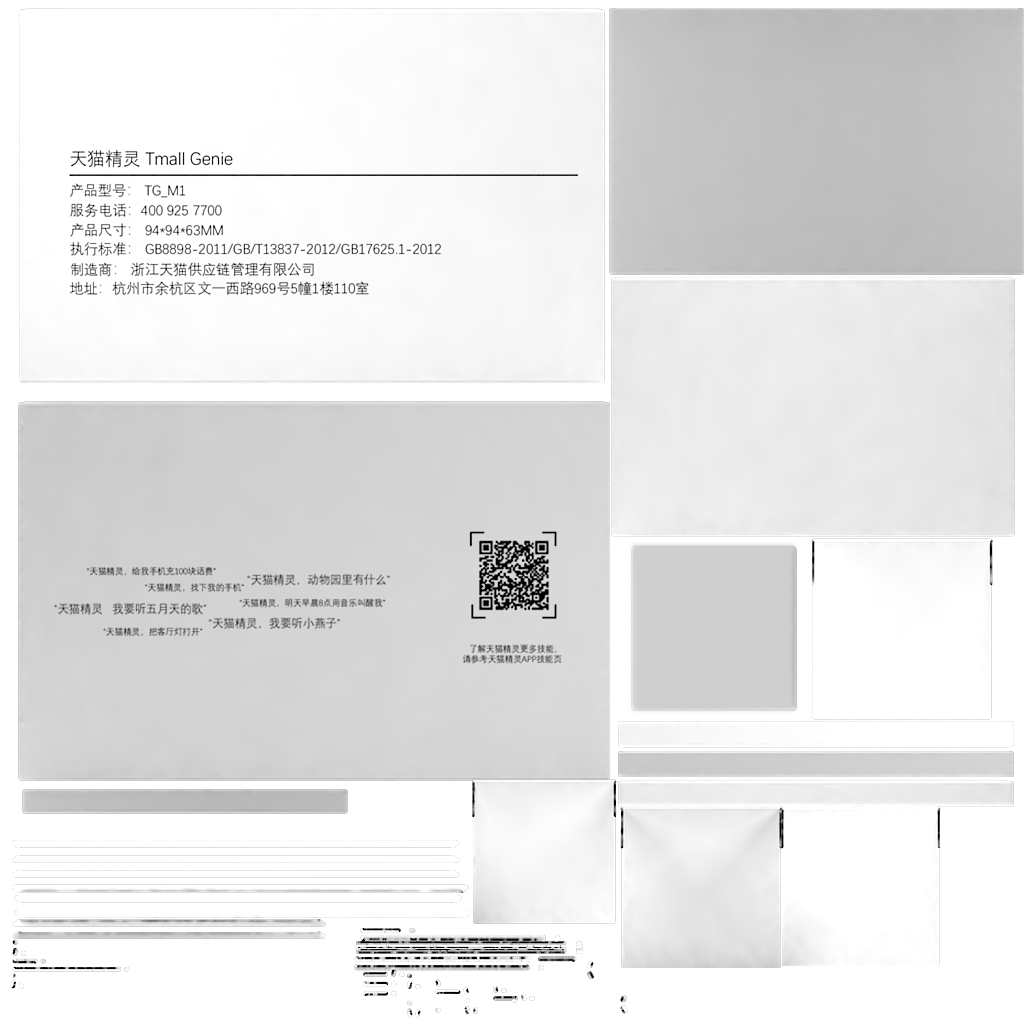 天猫精灵 Tmall Genie
产品型号： TG_M1
服务电话：400 925 7700
产品尺寸： 94*94*63MM
执行标准： GB8898-2011/GB/T13837-2012/GB17625.1-2012
制造商： 浙江天猫供应链管理有限公司
地址：杭州市余杭区文一西路969号5幢1楼110室
“天猫精灵，给我手机充100块话费”
“天猫精灵，动物园里有什么”
“天猫精灵，找下我的手机”
“天猫精灵，明天早晨8点用音乐叫醒我”
“天猫精灵 我要听五月天的歌”
“天猫精灵，我要听小燕子”
“天猫精灵，把客厅灯打开”
了解天猫精灵更多技能，
请参考天猫精灵APP技能页